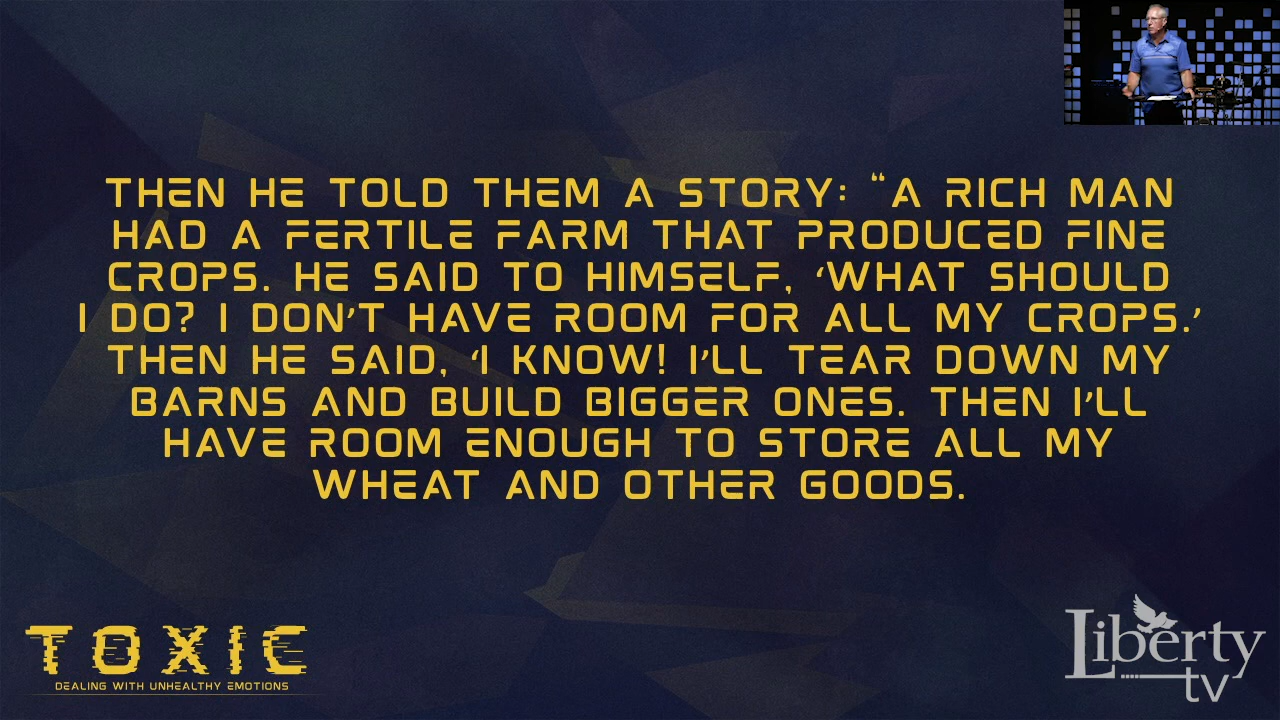 THEN HE TOLD THEM A STORY: “A RICH MAN
HAD A FERTILE FARM THAT PRODUCED FINE
CROPS. HE SAID TO HIMSELF, ‘WHAT SHOULD
I DO? I DON’T HAVE ROOM FOR ALL MY CROPS.’
THEN HE SAID, ‘I KNOW! I’LL TEAR DOWN MY
BARNS AND BUILD BIGGER ONES. THEN I’LL
HAVE ROOM ENOUGH TO STORE ALL MY
WHEAT AND OTHER GOODS.
TOXIC
DEALING WITH UNHEALTHY EMOTIONS
Liberty
tv